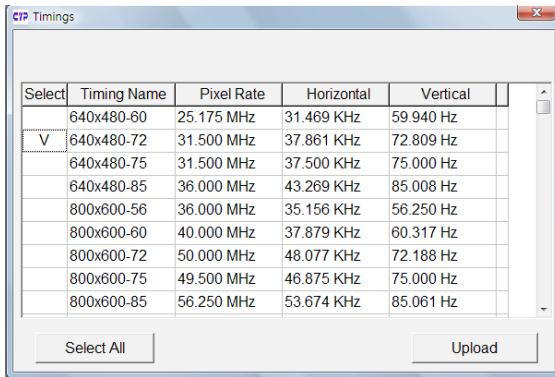 CYP Timings
Select Timing Name Pixel Rate Horizontal Vertical
640x480-60 25.175 MHz 31.469 KHz 59.940 Hz
V 640x480-72 31.500 MHz 37.861 KHz 72.809 Hz
640x480-75 31.500 MHz 37.500 KHz 75.000 Hz
640x480-85 36.000 MHz 43.269 KHz 85.008 Hz
800x600-56 36.000 MHz 35.156 KHz 56.250 Hz
800x600-60 40.000 MHz 37.879 KHz 60.317 Hz
800x600-72 50.000 MHz 48.077 KHz 72.188 Hz
800x600-75 49.500 MHz 46.875 KHz 75.000 Hz
800x600-85 56.250 MHz 53.674 KHz 85.061 Hz
Select All Upload